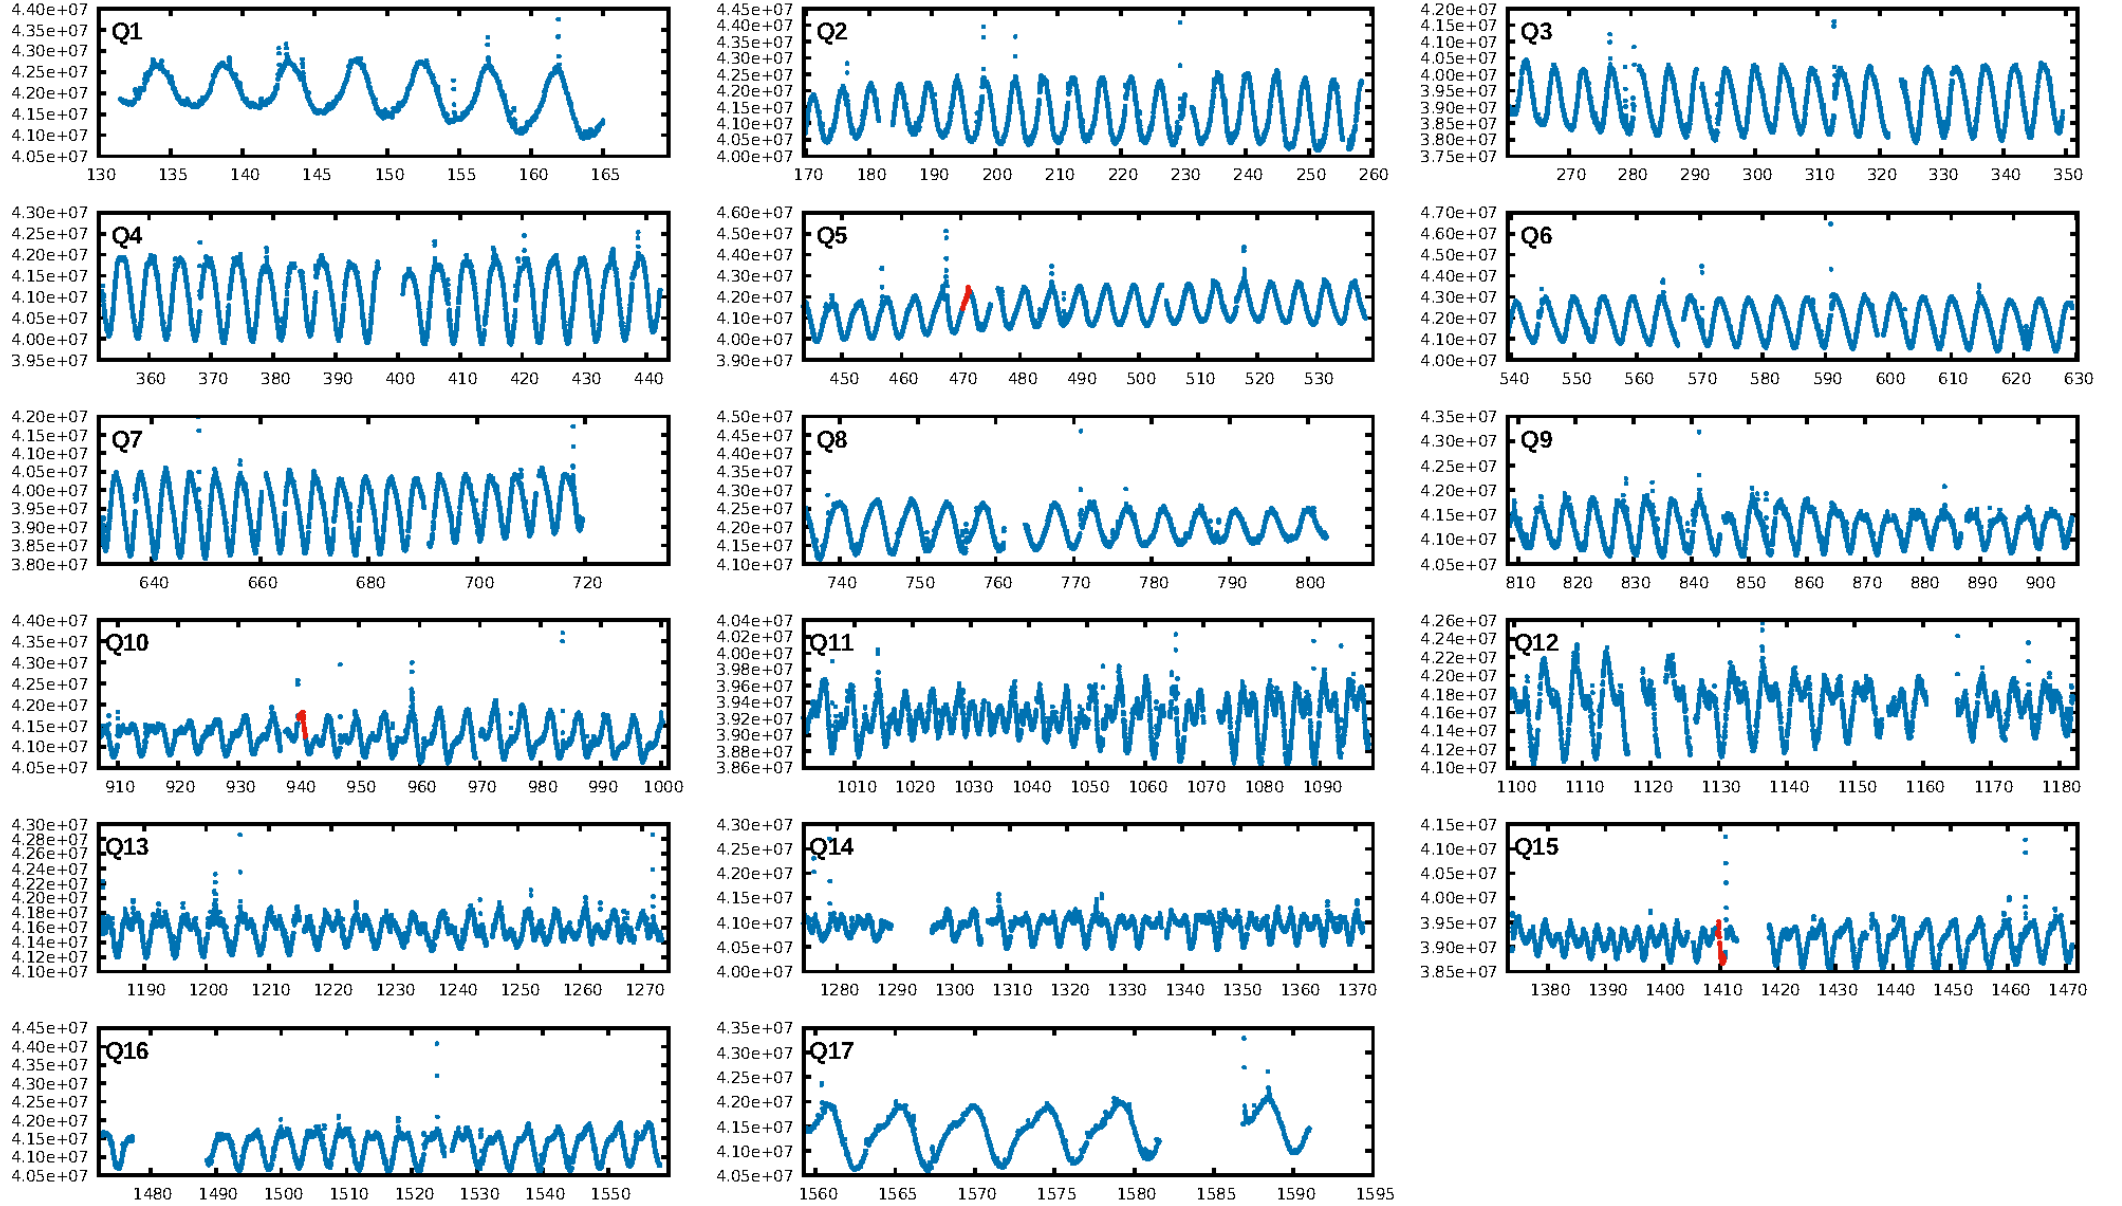 Q1
4.40e+07
4.35e+07
4.30e+07
4.25e+07
4.20e+07
4.15e+07
4.10e+07
4.05e+07
130 135 140 145 150 155 160 165
Q2
4.45e+07
4.40e+07
4.35e+07
4.30e+07
4.25e+07
4.20e+07
4.15e+07
4.10e+07
4.05e+07
4.00e+07
170 180 190 200 210 220 230 240 250 260
Q3
4.20e+07
4.15e+07
4.10e+07
4.05e+07
4.00e+07
3.95e+07
3.90e+07
3.85e+07
3.80e+07
3.75e+07
270 280 290 300 310 320 330 340 350
Q4
4.30e+07
4.25e+07
4.20e+07
4.15e+07
4.10e+07
4.05e+07
4.00e+07
3.95e+07
360 370 380 390 400 410 420 430 440
Q5
4.60e+07
4.50e+07
4.40e+07
4.30e+07
4.20e+07
4.10e+07
4.00e+07
3.90e+07
450 460 470 480 490 500 510 520 530
Q6
4.70e+07
4.60e+07
4.50e+07
4.40e+07
4.30e+07
4.20e+07
4.10e+07
4.00e+07
540 550 560 570 580 590 600 610 620 630
Q7
4.20e+07
4.15e+07
4.10e+07
4.05e+07
4.00e+07
3.95e+07
3.90e+07
3.85e+07
3.80e+07
640 660 680 700 720
Q8
4.50e+07
4.45e+07
4.40e+07
4.35e+07
4.30e+07
4.25e+07
4.20e+07
4.15e+07
4.10e+07
740 750 760 770 780 790 800
Q9
4.35e+07
4.30e+07
4.25e+07
4.20e+07
4.15e+07
4.10e+07
4.05e+07
810 820 830 840 850 860 870 880 890 900
Q10
4.40e+07
4.35e+07
4.30e+07
4.25e+07
4.20e+07
4.15e+07
4.10e+07
4.05e+07
910 920 930 940 950 960 970 980 990 1000
Q11
4.04e+07
4.02e+07
4.00e+07
3.98e+07
3.96e+07
3.94e+07
3.92e+07
3.90e+07
3.88e+07
3.86e+07
1010 1020 1030 1040 1050 1060 1070 1080 1090
Q12
4.26e+07
4.24e+07
4.22e+07
4.20e+07
4.18e+07
4.16e+07
4.14e+07
4.12e+07
4.10e+07
1100 1110 1120 1130 1140 1150 1160 1170 1180
Q13
4.30e+07
4.28e+07
4.26e+07
4.24e+07
4.22e+07
4.20e+07
4.18e+07
4.16e+07
4.14e+07
4.12e+07
4.10e+07
1190 1200 1210 1220 1230 1240 1250 1260 1270
Q14
4.30e+07
4.25e+07
4.20e+07
4.15e+07
4.10e+07
4.05e+07
4.00e+07
1280 1290 1300 1310 1320 1330 1340 1350 1360 1370
Q15
4.15e+07
4.10e+07
4.05e+07
4.00e+07
3.95e+07
3.90e+07
3.85e+07
1380 1390 1400 1410 1420 1430 1440 1450 1460 1470
Q16
4.45e+07
4.40e+07
4.35e+07
4.30e+07
4.25e+07
4.20e+07
4.15e+07
4.10e+07
4.05e+07
1480 1490 1500 1510 1520 1530 1540 1550
Q17
4.35e+07
4.30e+07
4.25e+07
4.20e+07
4.15e+07
4.10e+07
4.05e+07
1560 1565 1570 1575 1580 1585 1590 1595